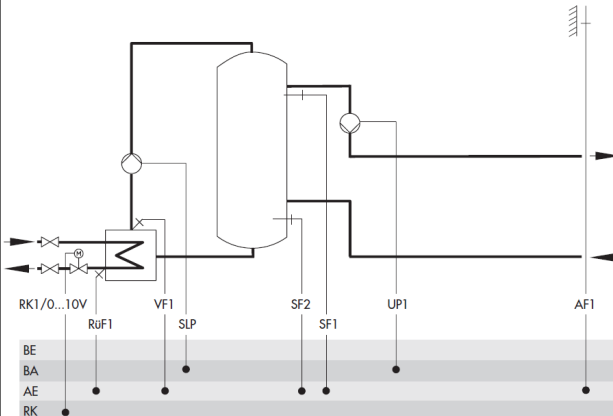 M
RK1/0...10V
VF1
SF2
UP1
AF1
RüF1
SLP
SF1
BE
BA
AE
RK